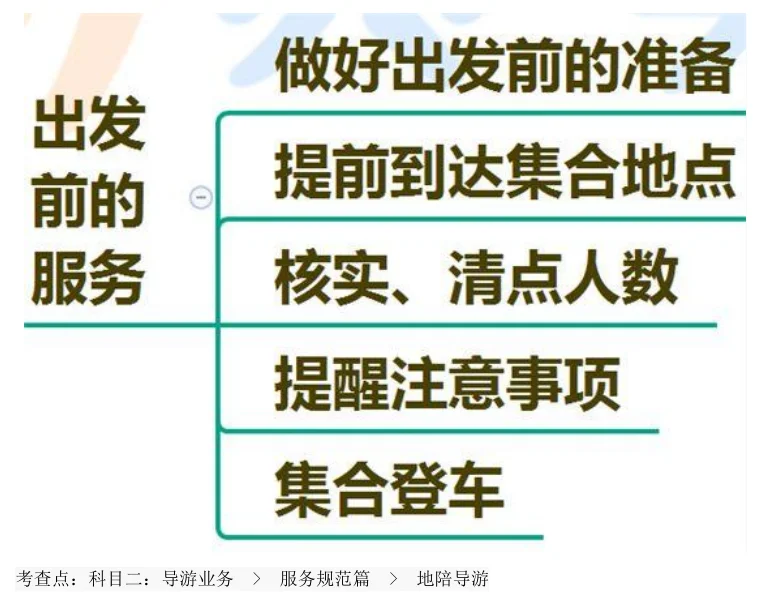 做好出发前的准备
提前到达集合地点
出发
前的
服务
核实、清点人数
提醒注意事项
集合登车
考查点：科目二：导游业务 > 服务规范篇 > 地陪导游